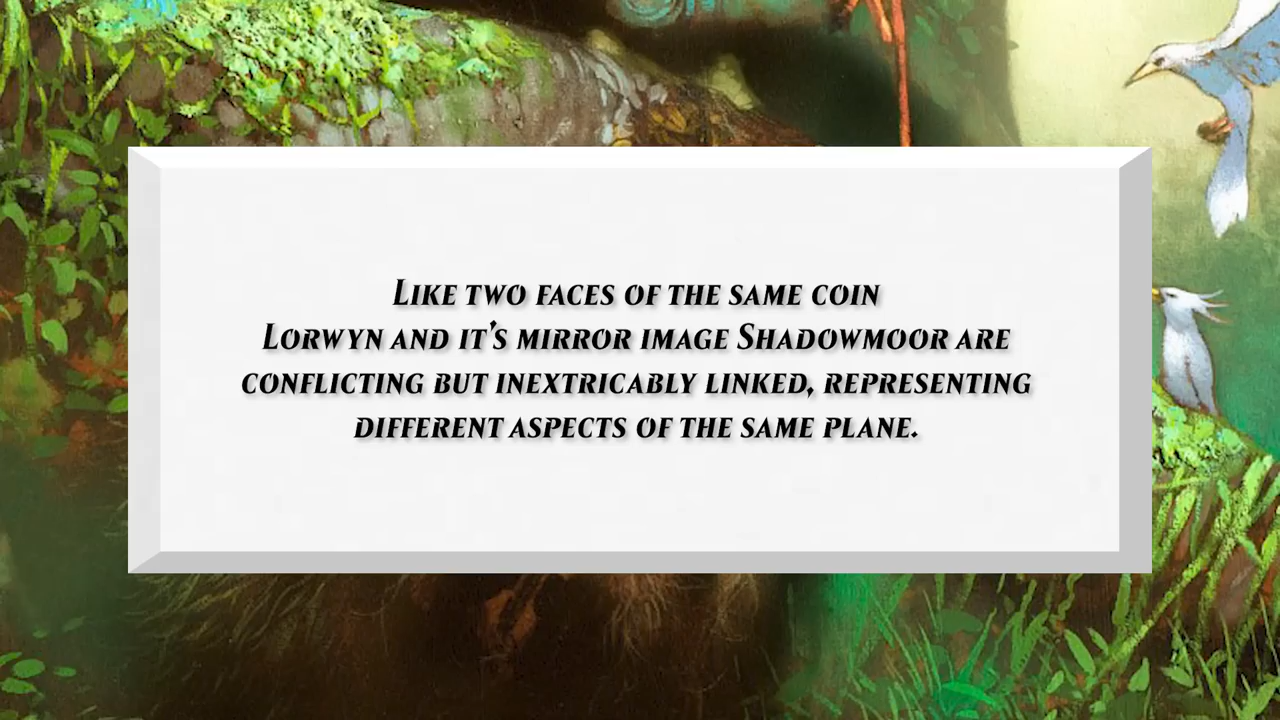 Like two faces of the same coin
Lorwyn and it's mirror image Shadowmoor are
conflicting but inextricably linked, representing
different aspects of the same plane.